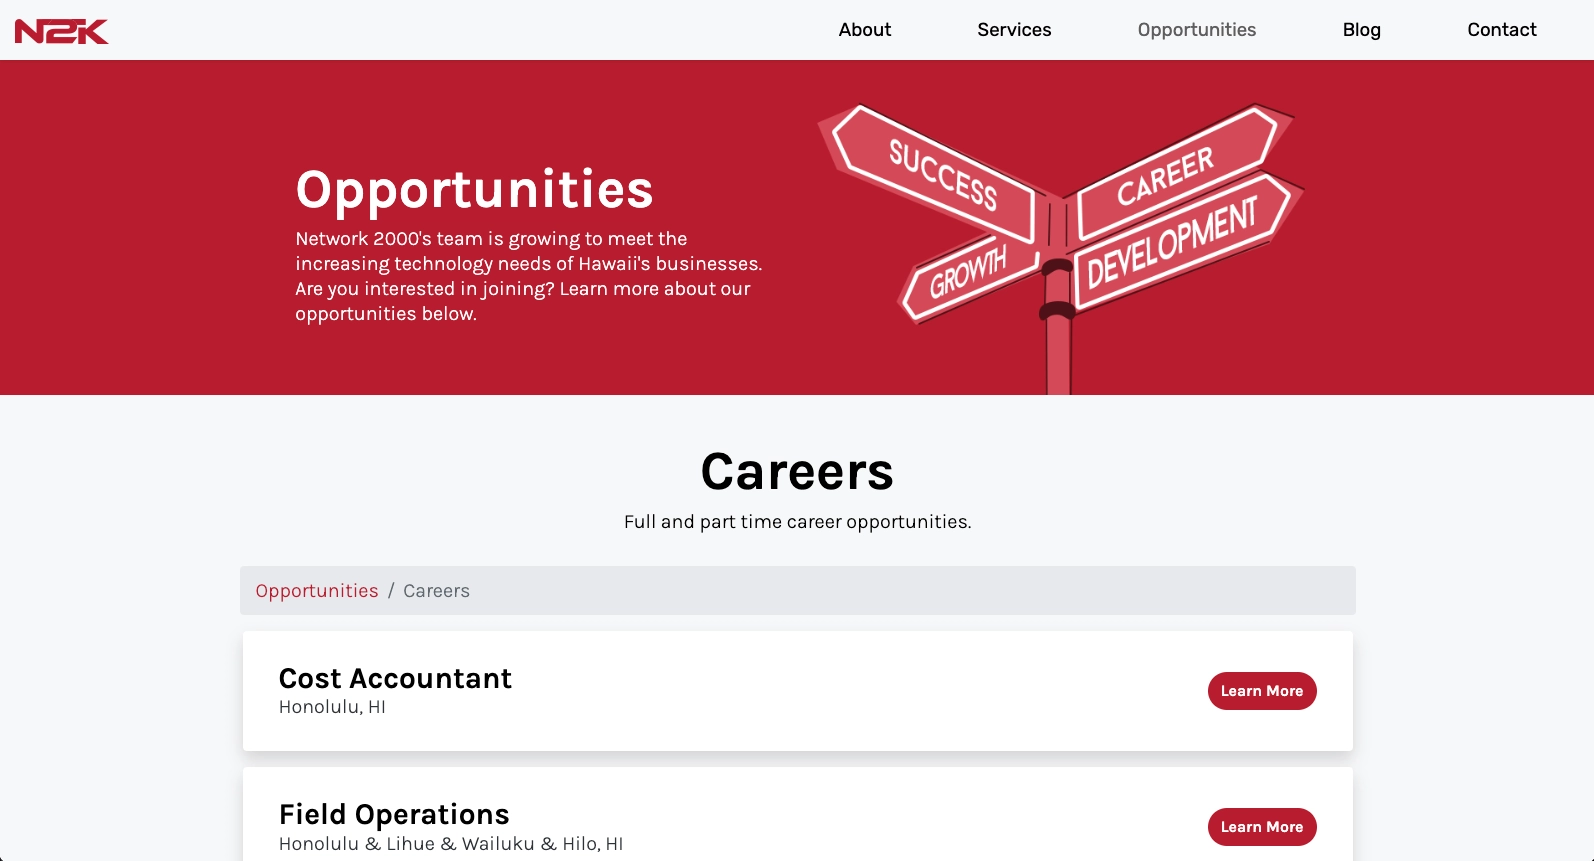 N2K
About
Services
Opportunities
Blog
Contact
Opportunities
Network 2000's team is growing to meet the
increasing technology needs of Hawaii's businesses.
Are you interested in joining? Learn more about our
opportunities below.
SUCCESS
CAREER
GROWTH
DEVELOPMENT
Careers
Full and part time career opportunities.
Opportunities / Careers
Cost Accountant
Honolulu, HI
Learn More
Field Operations
Honolulu & Lihue & Wailuku & Hilo, HI
Learn More